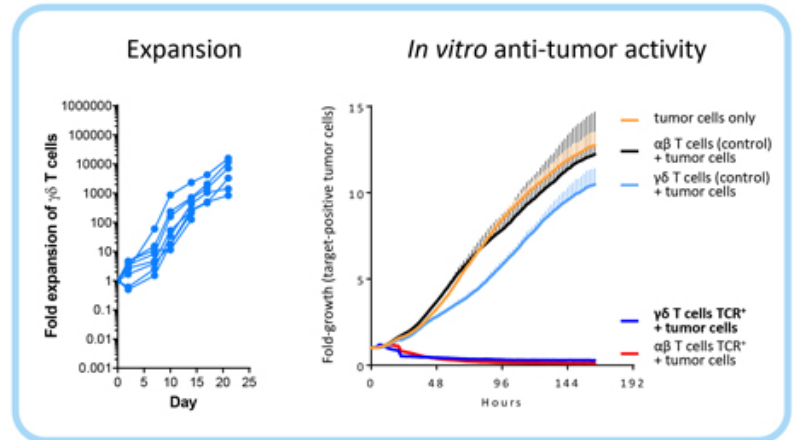 Expansion
In vitro anti-tumor activity
Fold expansion of γδ T cells
1000000
100000
10000
1000
100
10
1
0.1
0.01
0.001
0 5 10 15 20 25
Day
Fold-growth (target-positive tumor cells)
15
10
5
0
0 48 96 144 192
Hours
tumor cells only
αβ T cells (control)
+ tumor cells
γδ T cells (control)
+ tumor cells
γδ T cells TCR⁺
+ tumor cells
αβ T cells TCR⁺
+ tumor cells